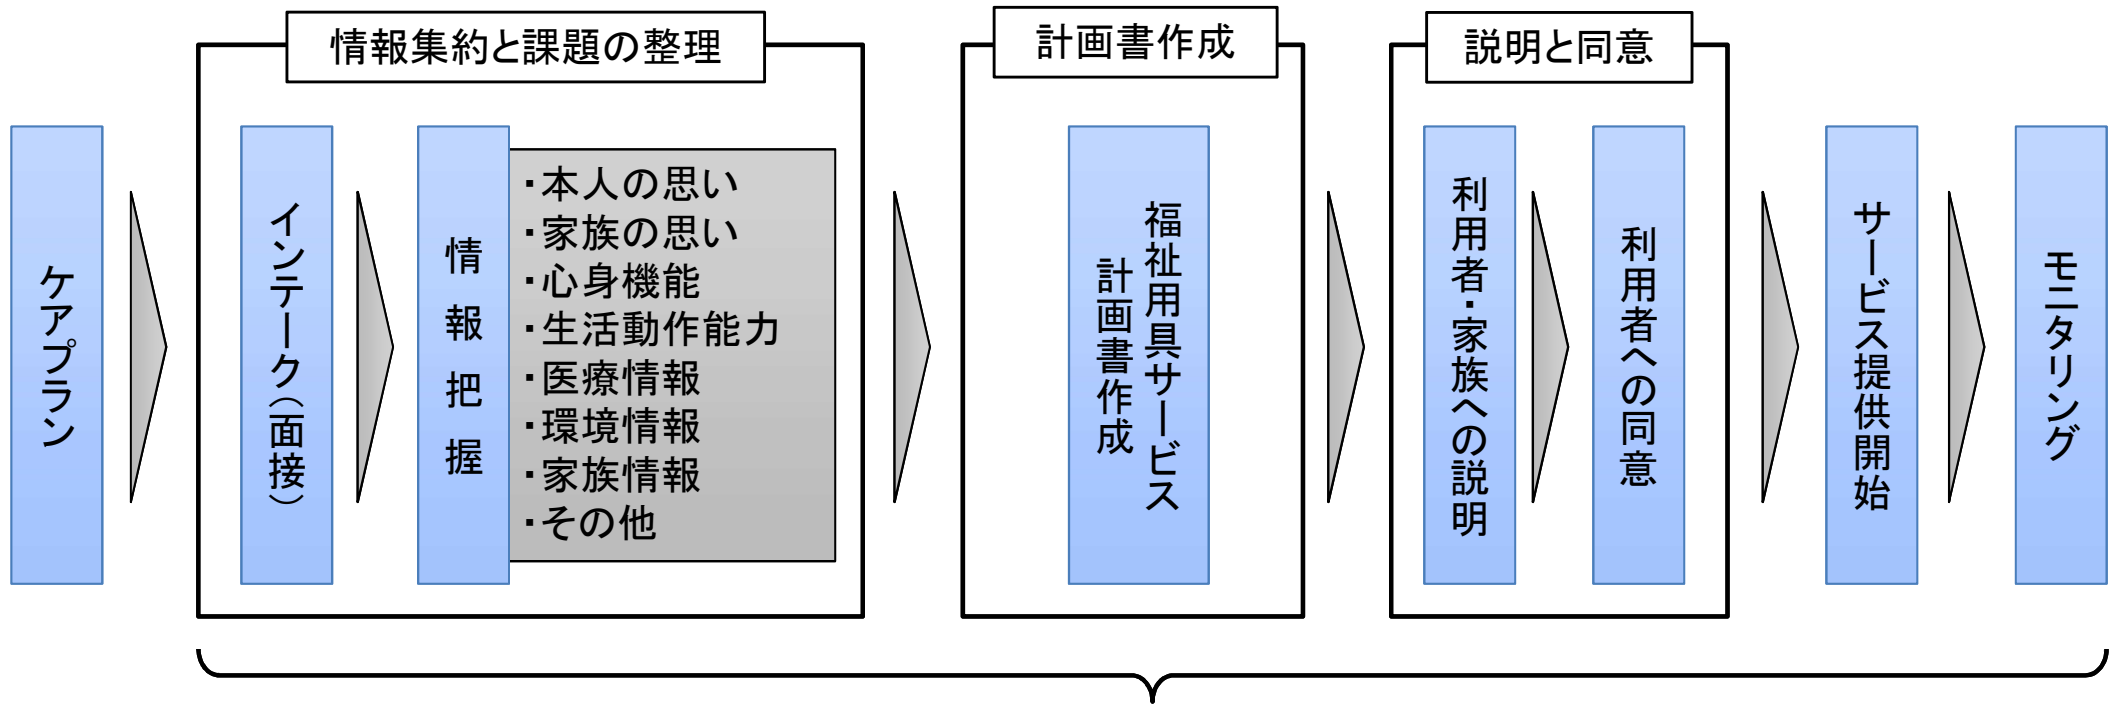 情報集約と課題の整理
計画書作成
説明と同意
ケアプラン
インテーク（面接）
情報把握
・本人の思い
・家族の思い
・心身機能
・生活動作能力
・医療情報
・環境情報
・家族情報
・その他
福祉用具サービス
計画書作成
利用者・家族への説明
利用者への同意
サービス提供開始
モニタリング